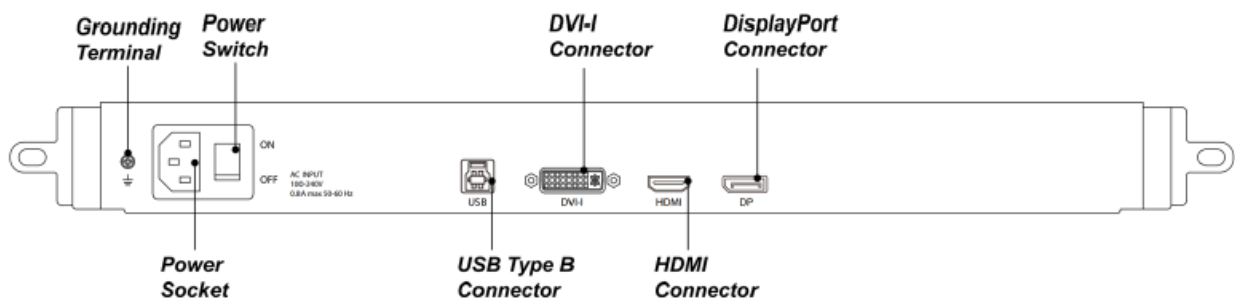 Grounding
Terminal
Power
Switch
DVI-I
Connector
DisplayPort
Connector
ON
OFF
AC INPUT
100-240V
0.8A max 50-60 Hz
USB
DVI-I
HDMI
DP
Power
Socket
USB Type B
Connector
HDMI
Connector